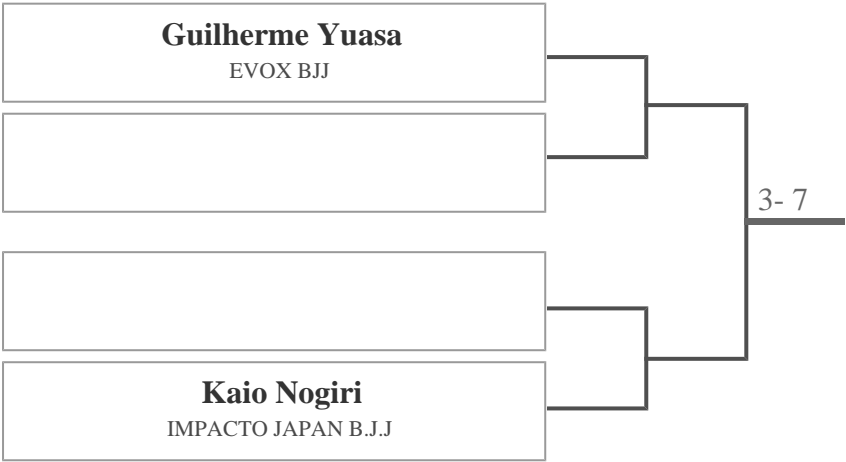 Guilherme Yuasa
EVOX BJJ
3- 7
Kaio Nogiri
IMPACTO JAPAN B.J.J